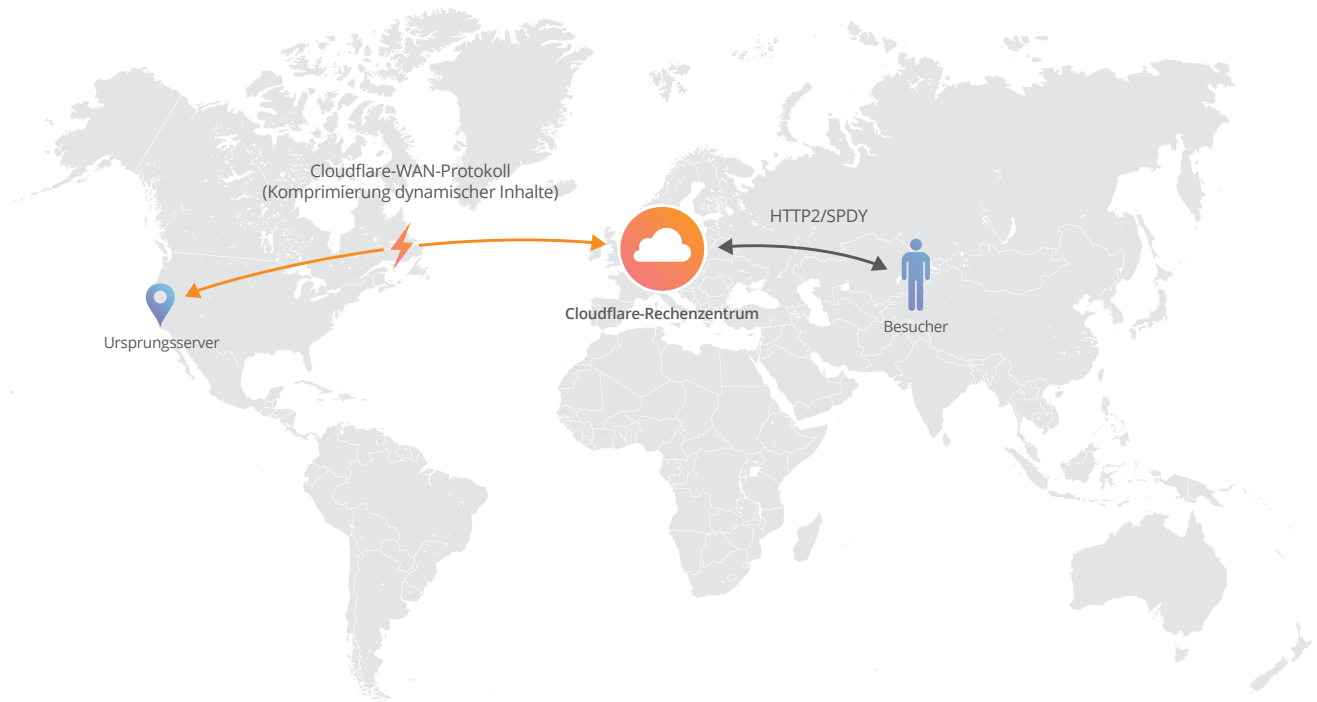 Cloudflare-WAN-Protokoll
(Komprimierung dynamischer Inhalte)
HTTP2/SPDY
Cloudflare-Rechenzentrum
Besucher
Ursprungsserver